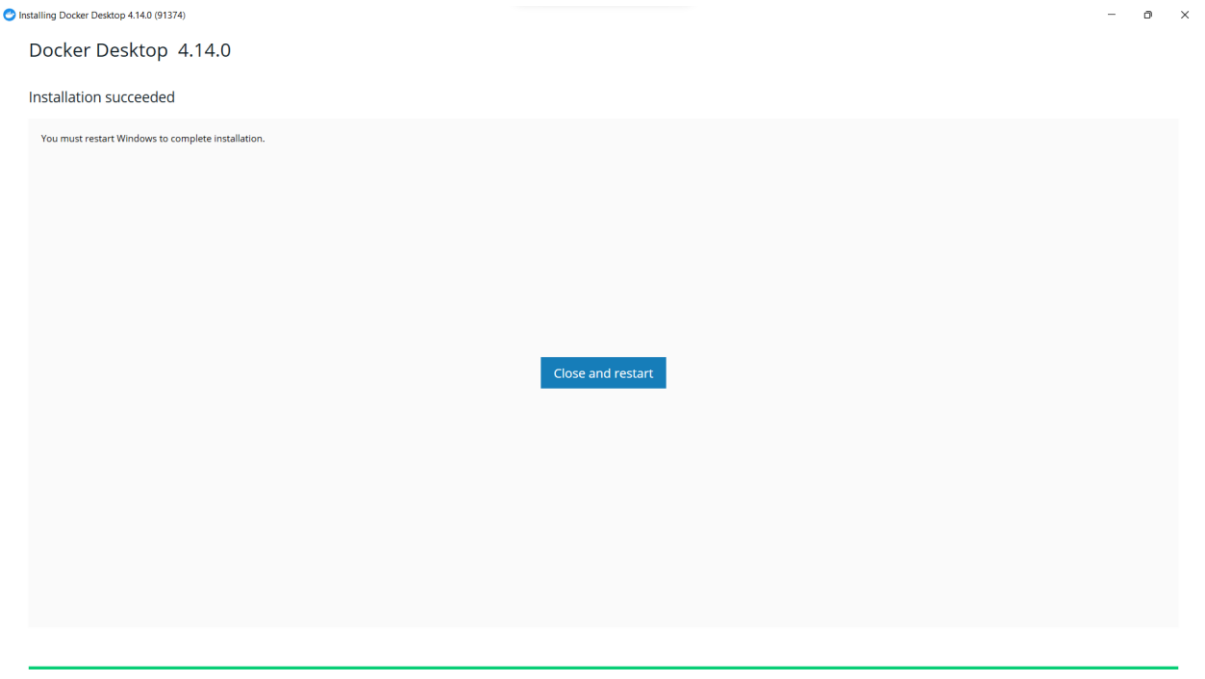 Installing Docker Desktop 4.14.0 (91374)
Docker Desktop 4.14.0
Installation succeeded
You must restart Windows to complete installation.
Close and restart